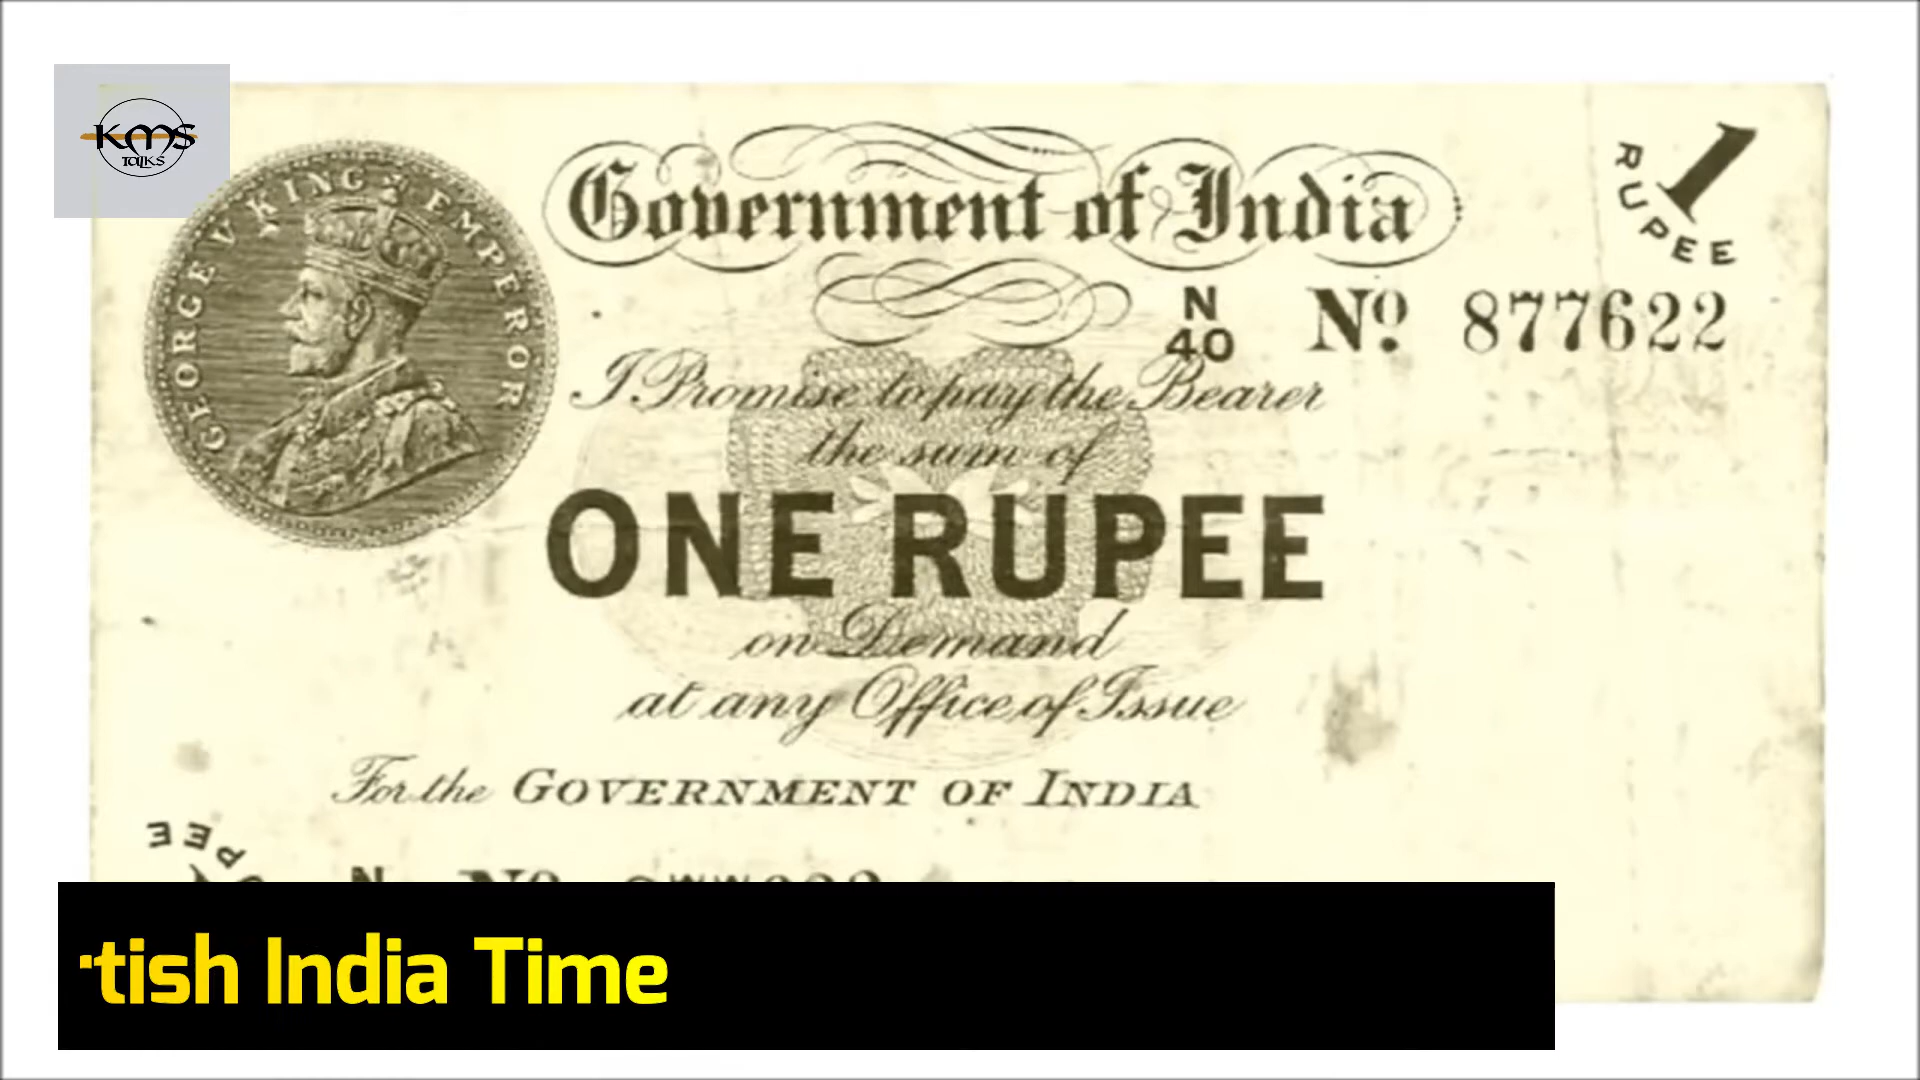 KMS
TALKS
GEORGE V KING EMPEROR
Government of India
1
RUPEE
N
40
No 877622
I Promise to pay the Bearer
the sum of
ONE RUPEE
on Demand
at any Office of Issue
For the GOVERNMENT OF INDIA
PEE
N No
tish India Time